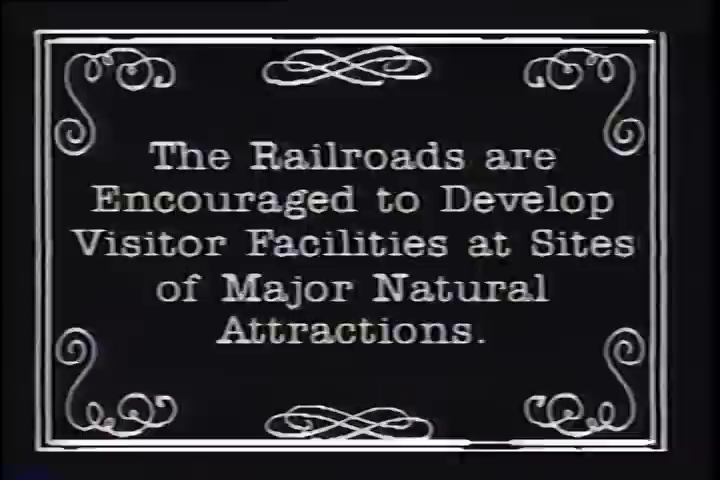 The Railroads are
Encouraged to Develop
Visitor Facilities at Sites
of Major Natural
Attractions.